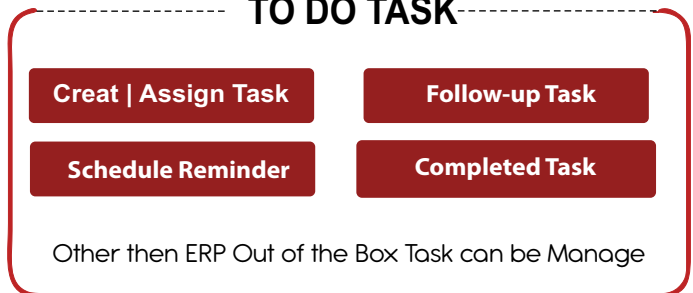 TO DO TASK
Creat | Assign Task
Follow-up Task
Schedule Reminder
Completed Task
Other then ERP Out of the Box Task can be Manage